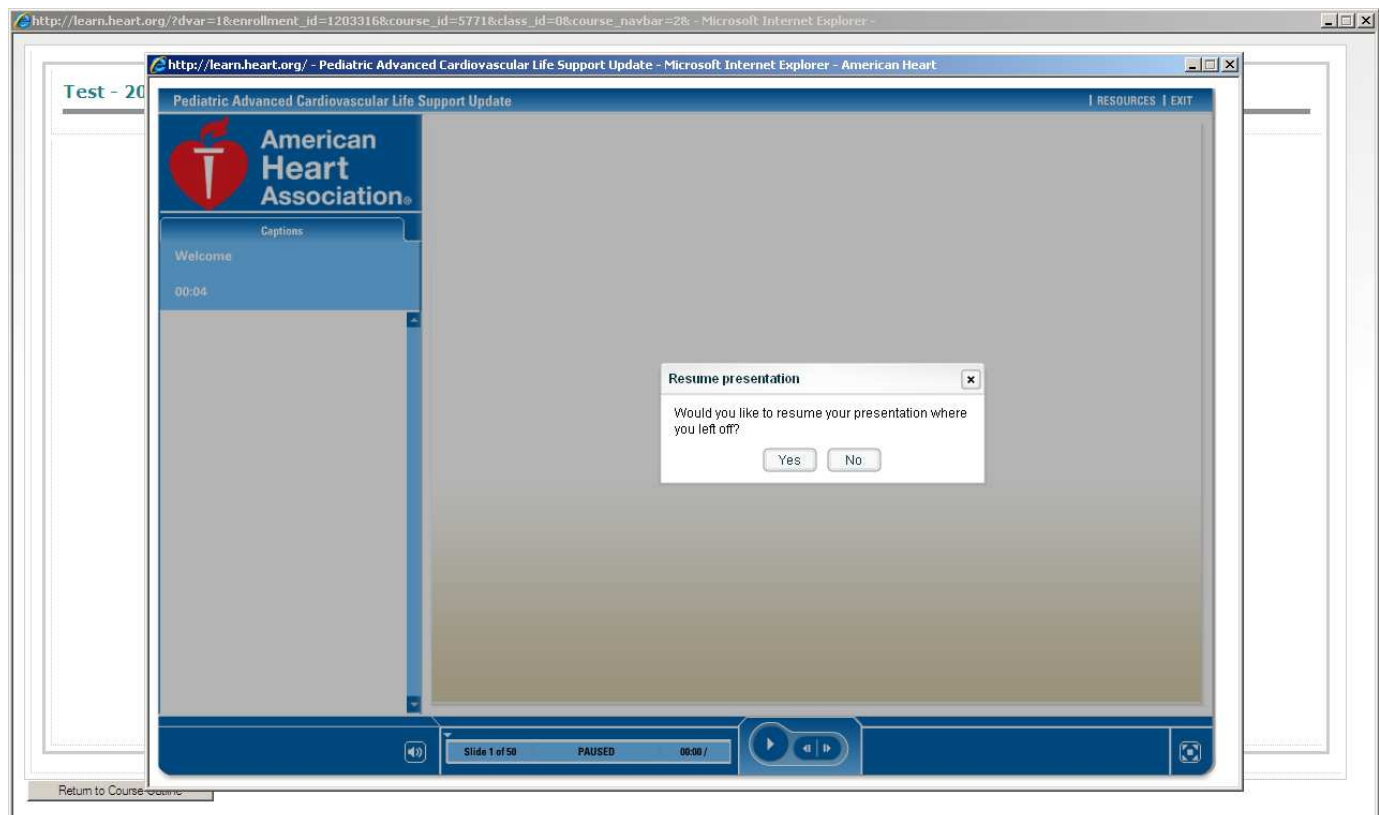 http://learn.heart.org/?dvar=1&enrollment_id=1203316&course_id=5771&class_id=0&course_navbar=2& - Microsoft Internet Explorer -
http://learn.heart.org/ - Pediatric Advanced Cardiovascular Life Support Update - Microsoft Internet Explorer - American Heart
Test - 20
Pediatric Advanced Cardiovascular Life Support Update
| RESOURCES | EXIT
American
Heart
Association®
Captions
Welcome
00:04
Resume presentation
Would you like to resume your presentation where
you left off?
Yes No
Slide 1 of 50 PAUSED 00:00 /
Return to Course Outline